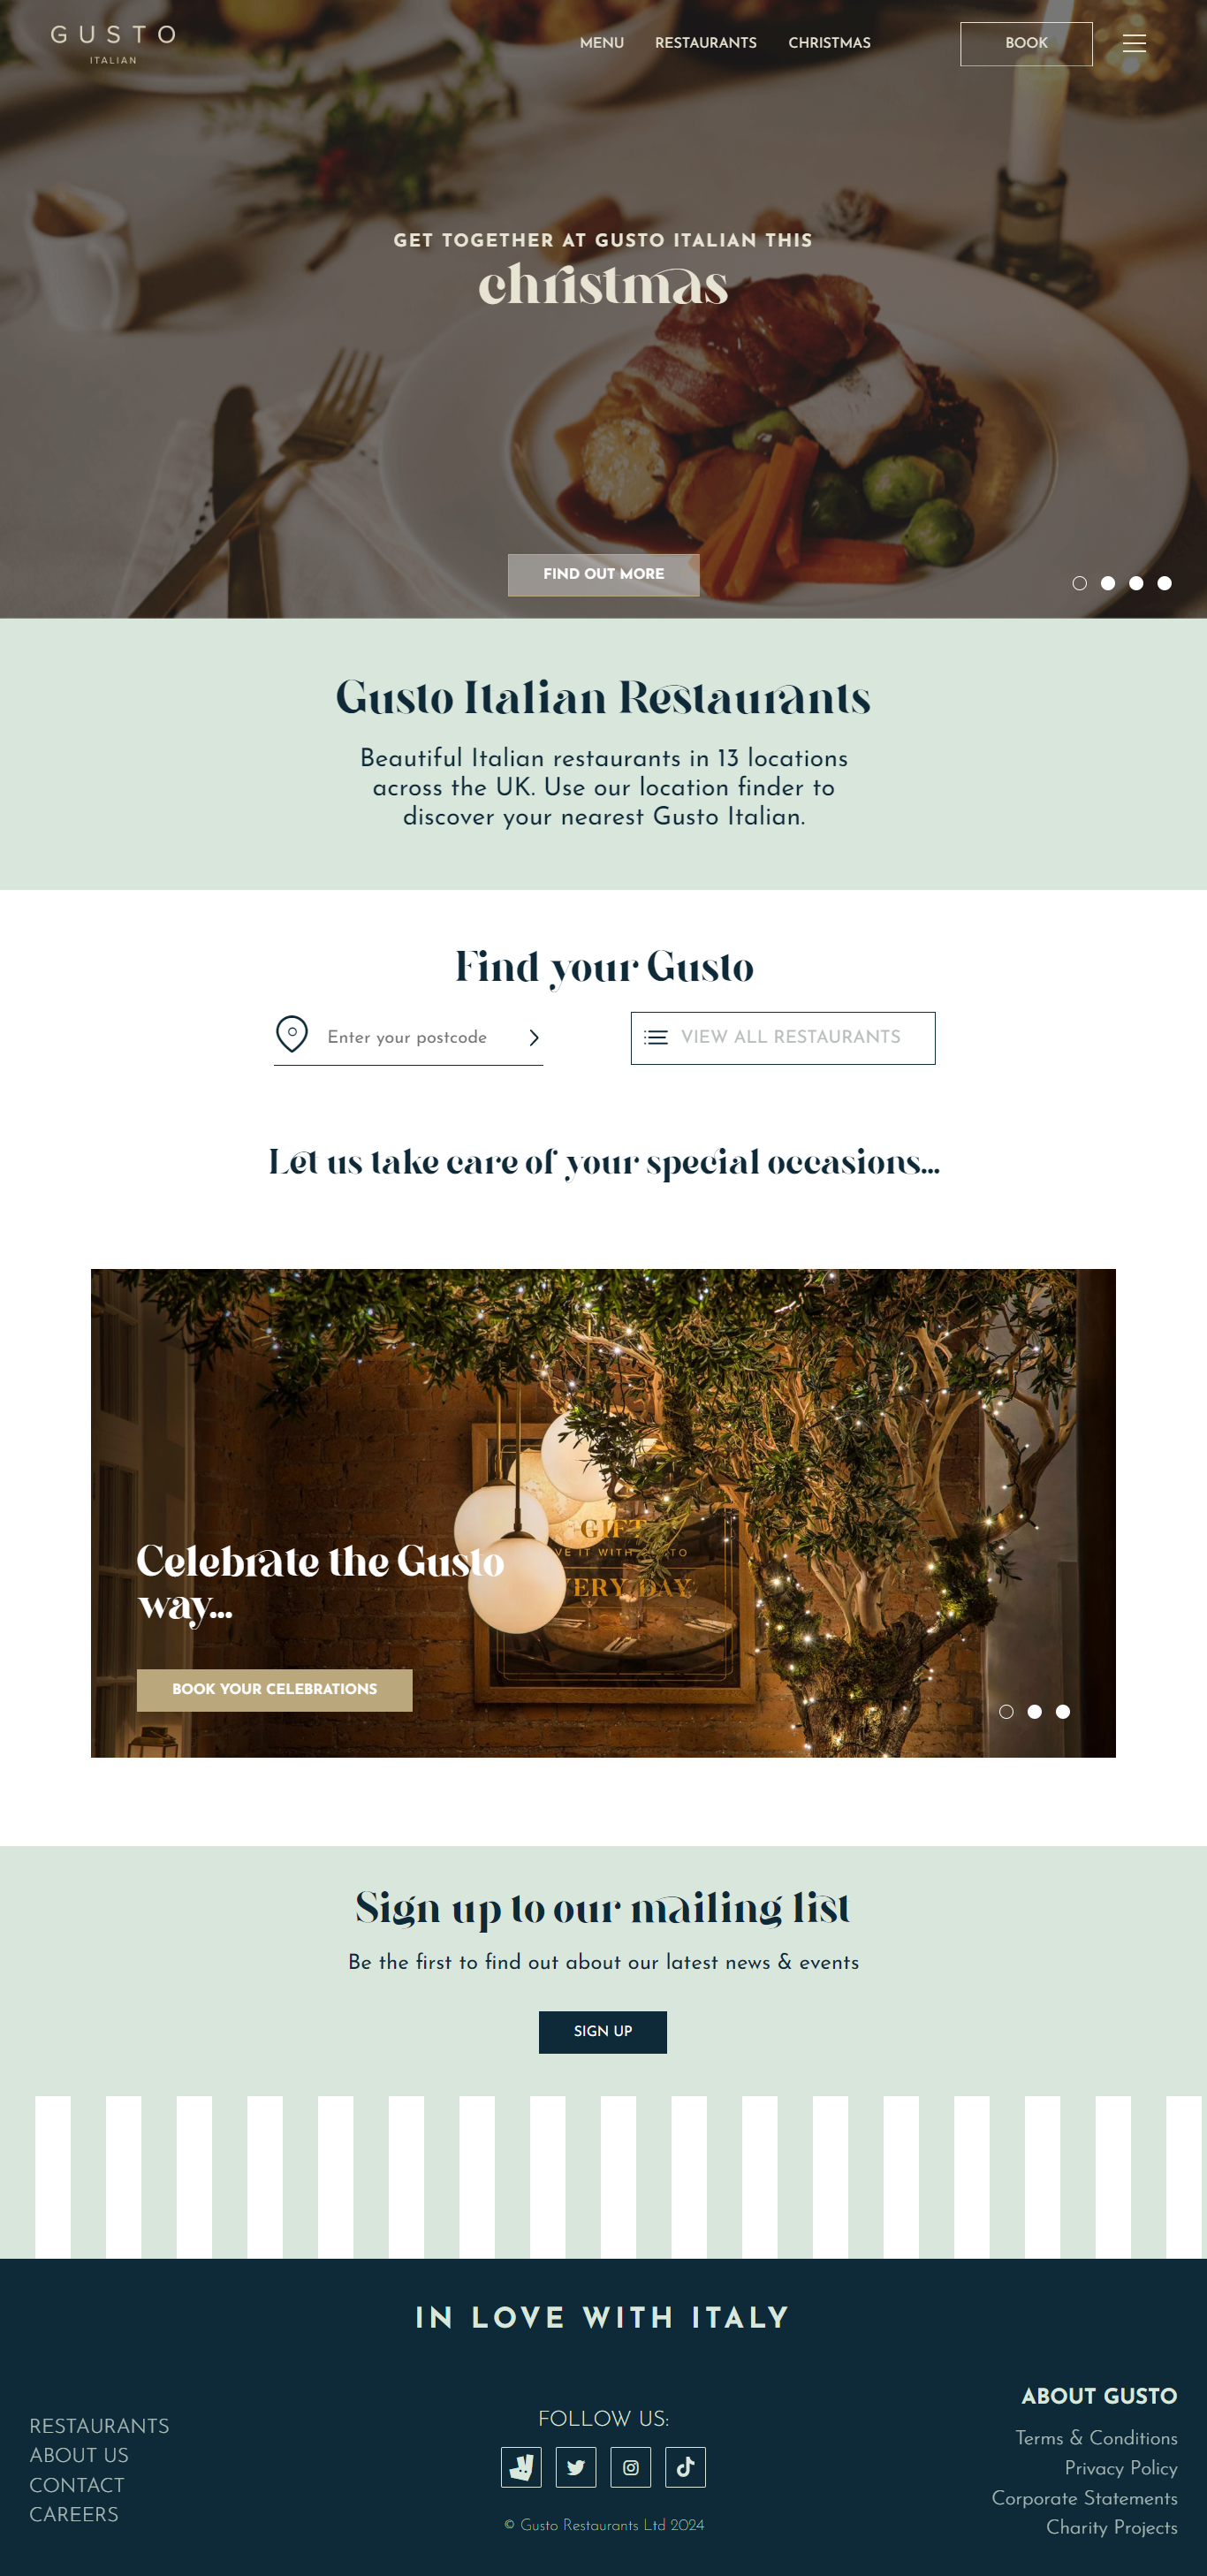 GUSTO
ITALIAN
MENU
RESTAURANTS
CHRISTMAS
BOOK
GET TOGETHER AT GUSTO ITALIAN THIS
christmas
FIND OUT MORE
Gusto Italian Restaurants
Beautiful Italian restaurants in 13 locations
across the UK. Use our location finder to
discover your nearest Gusto Italian.
Find your Gusto
Enter your postcode
VIEW ALL RESTAURANTS
Let us take care of your special occasions...
GIFT
IT WITH
DAY
Celebrate the Gusto
way...
BOOK YOUR CELEBRATIONS
Sign up to our mailing list
Be the first to find out about our latest news & events
SIGN UP
IN LOVE WITH ITALY
RESTAURANTS
ABOUT US
CONTACT
CAREERS
FOLLOW US:
© Gusto Restaurants Ltd 2024
ABOUT GUSTO
Terms & Conditions
Privacy Policy
Corporate Statements
Charity Projects